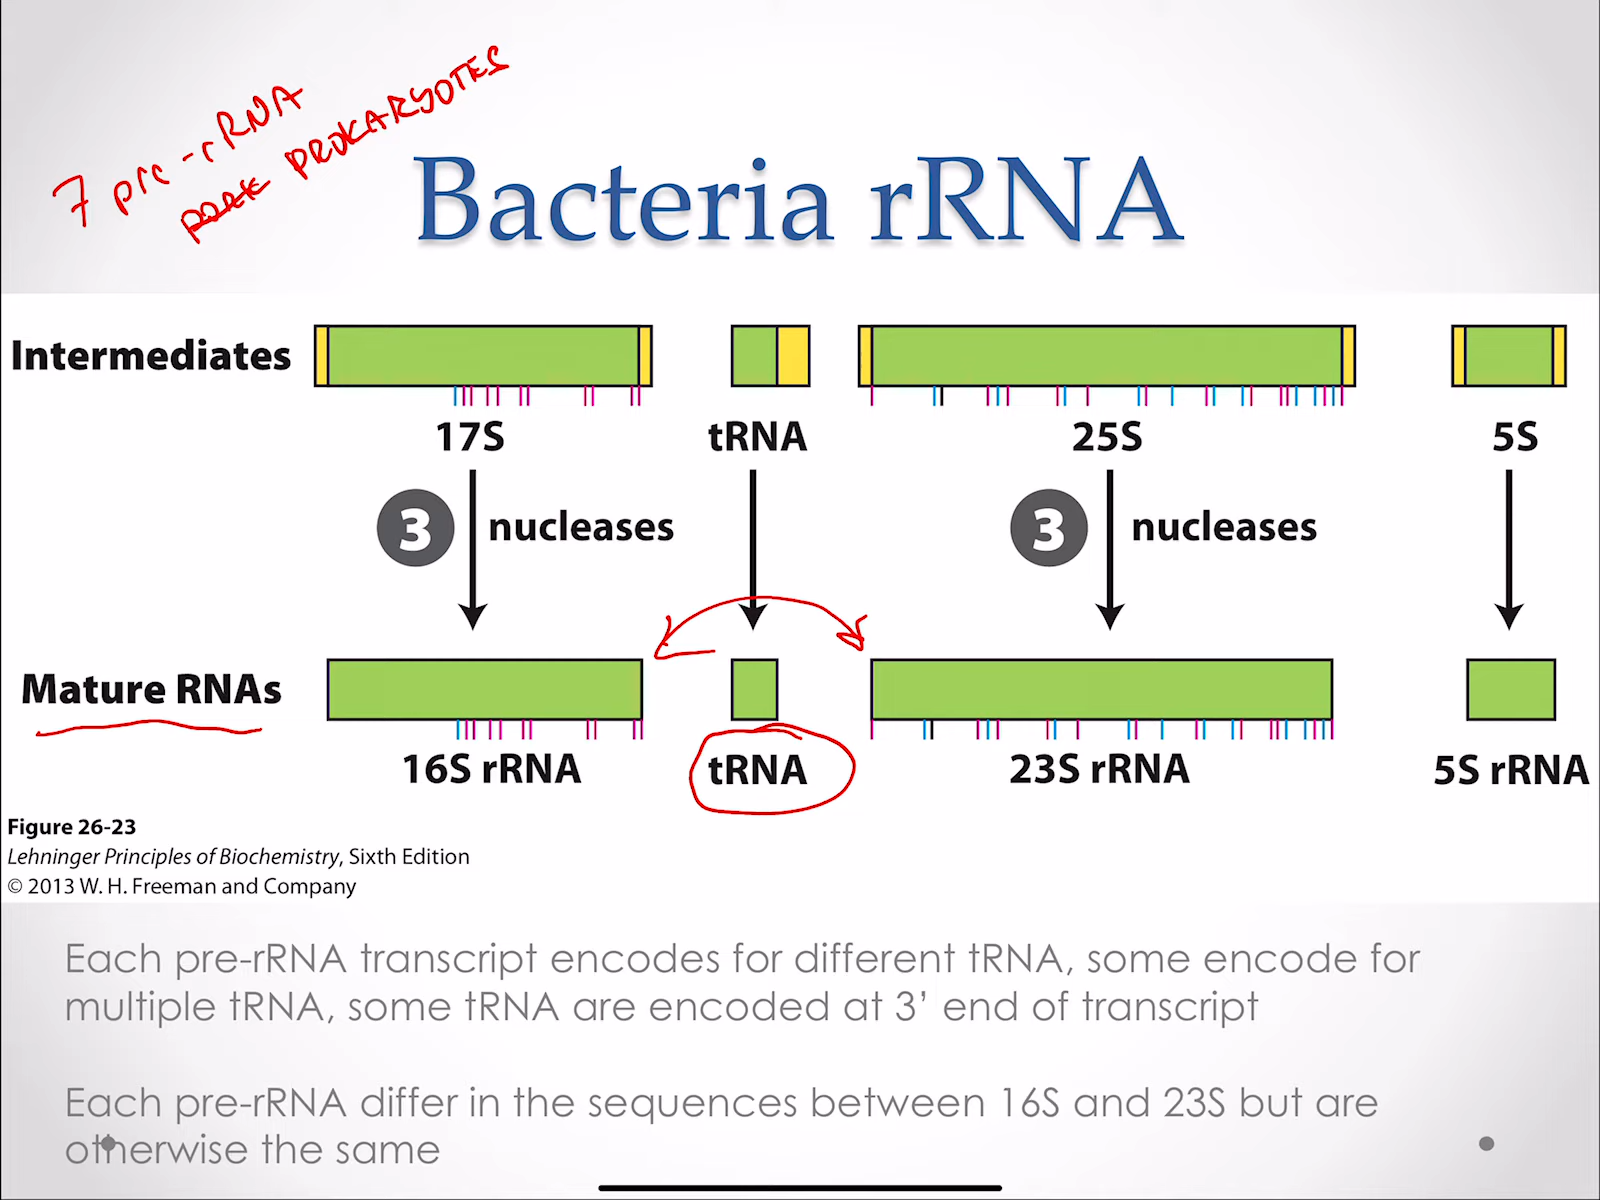 7 pre-rRNA
PROKARYOTES
Bacteria rRNA
Intermediates
17S tRNA 25S 5S
3 nucleases 3 nucleases
Mature RNAs
16S rRNA tRNA 23S rRNA 5S rRNA
Figure 26-23
Lehninger Principles of Biochemistry, Sixth Edition
© 2013 W. H. Freeman and Company
Each pre-rRNA transcript encodes for different tRNA, some encode for
multiple tRNA, some tRNA are encoded at 3’ end of transcript
Each pre-rRNA differ in the sequences between 16S and 23S but are
otherwise the same